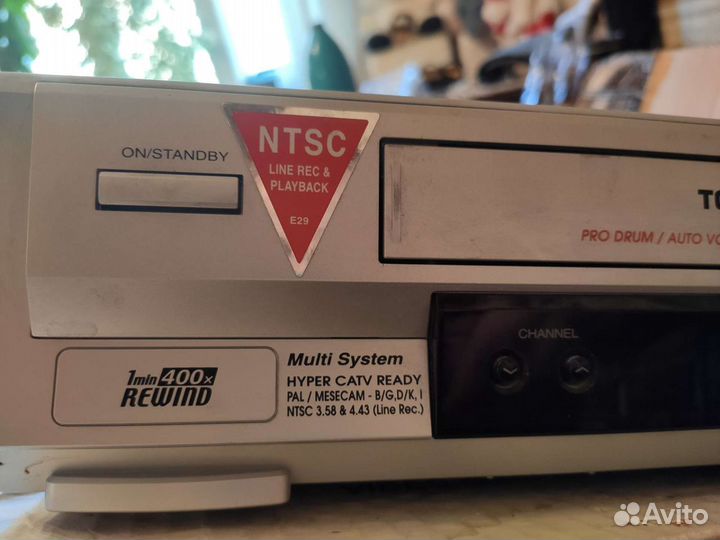 ON/STANDBY
NTSC
LINE REC &
PLAYBACK
E29
PRO DRUM / AUTO
CHANNEL
1min 400x
REWIND
Multi System
HYPER CATV READY
PAL / MESECAM - B/G,D/K, I
NTSC 3.58 & 4.43 (Line Rec.)
Avito